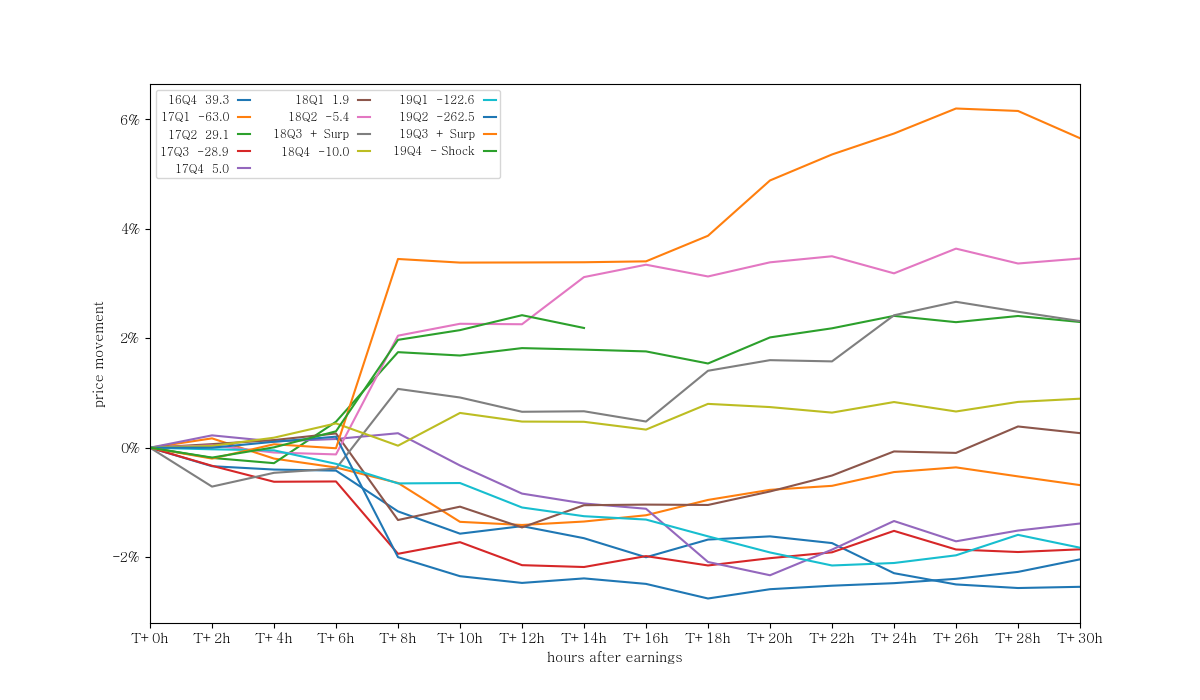 16Q4 39.3
17Q1 -63.0
17Q2 29.1
17Q3 -28.9
17Q4 5.0
18Q1 1.9
18Q2 -5.4
18Q3 + Surp
18Q4 -10.0
19Q1 -122.6
19Q2 -262.5
19Q3 + Surp
19Q4 - Shock
6%
4%
2%
0%
-2%
price movement
T+0h T+2h T+4h T+6h T+8h T+10h T+12h T+14h T+16h T+18h T+20h T+22h T+24h T+26h T+28h T+30h
hours after earnings